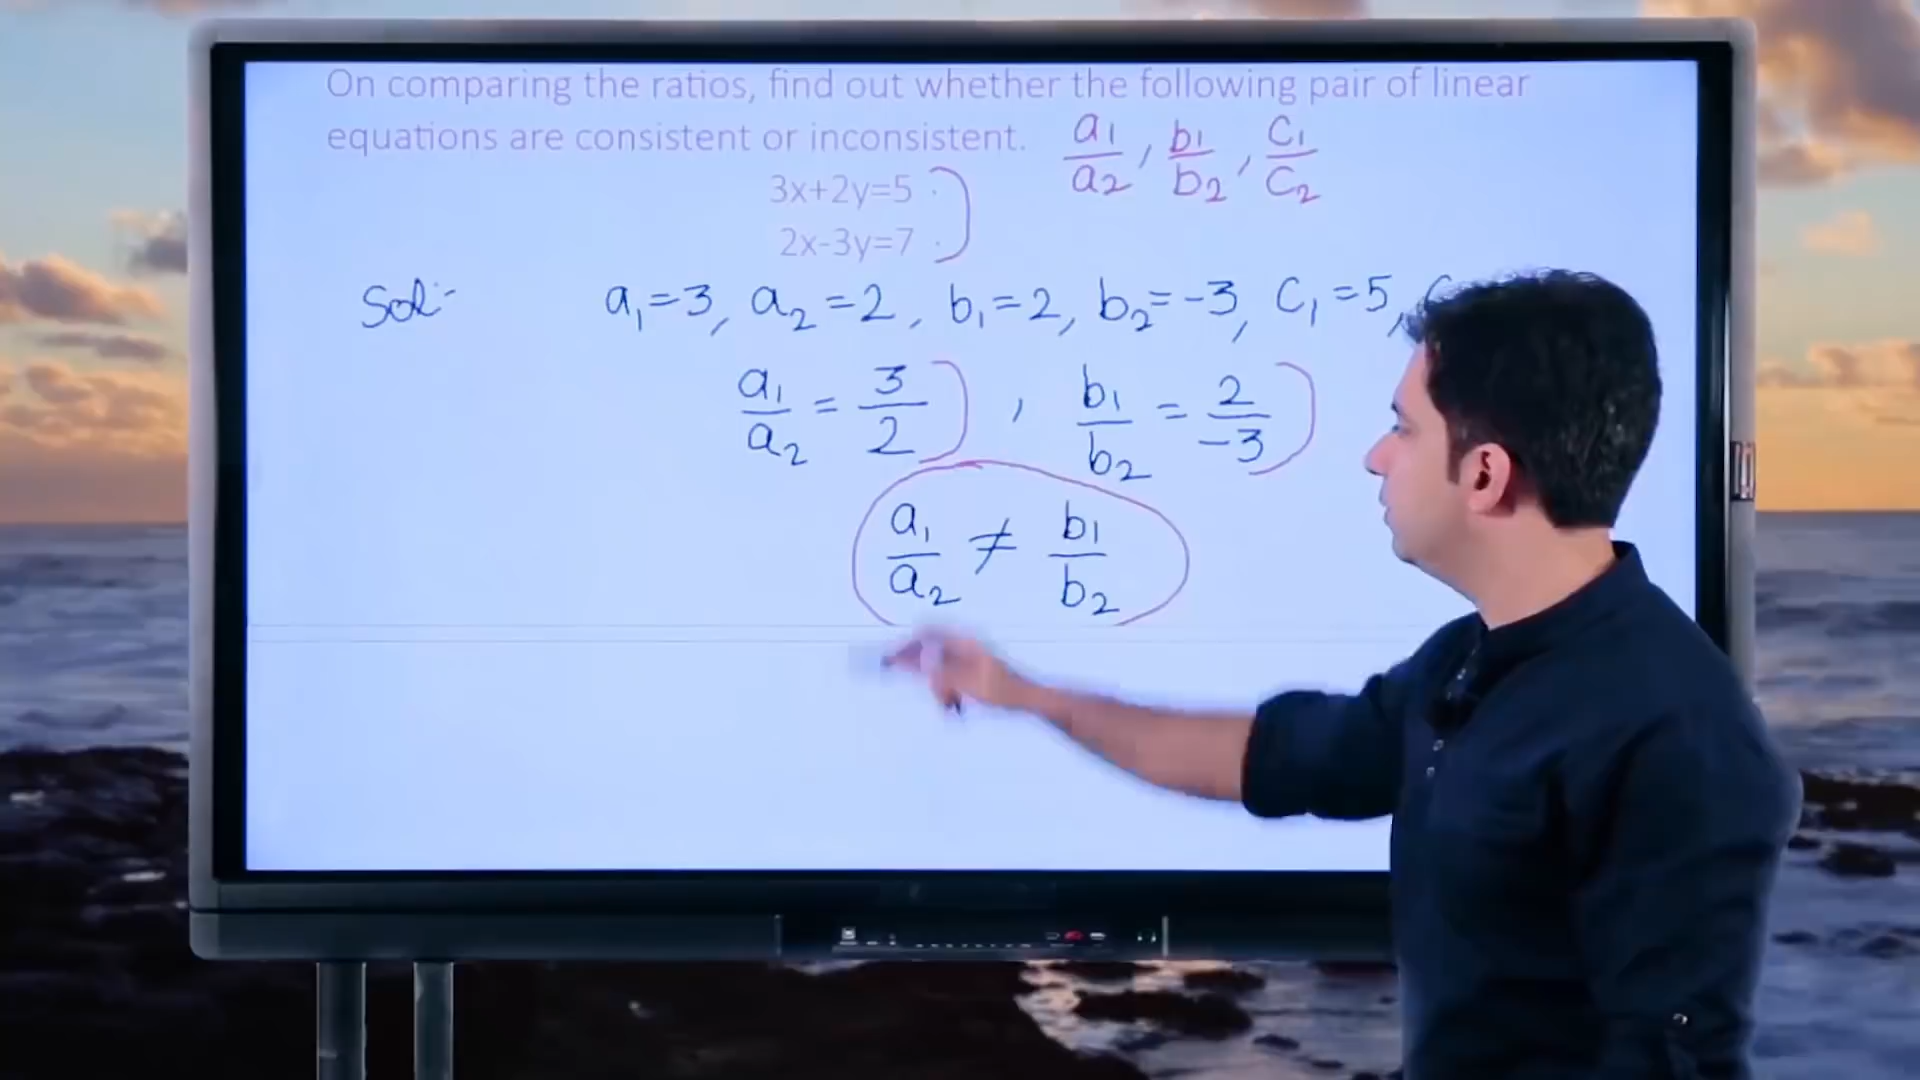 On comparing the ratios, find out whether the following pair of linear
equations are consistent or inconsistent. a₁/a₂, b₁/b₂, c₁/c₂
3x+2y=5
2x-3y=7
Sol:- a₁=3, a₂=2, b₁=2, b₂=-3, C₁=5,
a₁/a₂ = 3/2, b₁/b₂ = 2/-3
a₁/a₂ ≠ b₁/b₂